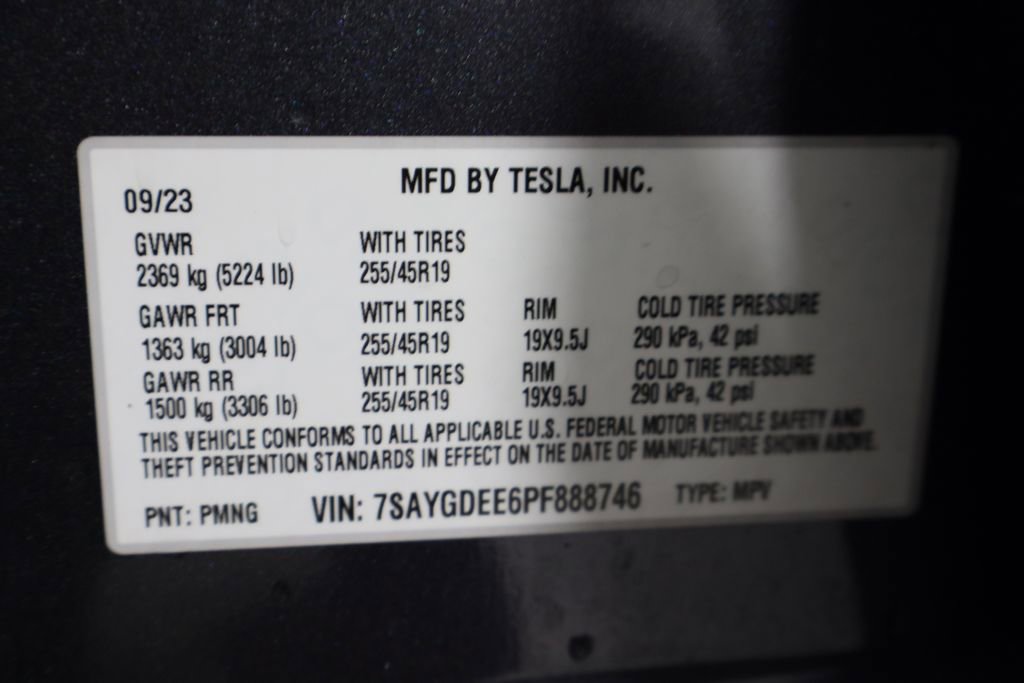 MFD BY TESLA, INC.
09/23
GVWR WITH TIRES
2369 kg (5224 lb) 255/45R19
GAWR FRT WITH TIRES RIM COLD TIRE PRESSURE
1363 kg (3004 lb) 255/45R19 19X9.5J 290 kPa, 42 psi
GAWR RR WITH TIRES RIM COLD TIRE PRESSURE
1500 kg (3306 lb) 255/45R19 19X9.5J 290 kPa, 42 psi
THIS VEHICLE CONFORMS TO ALL APPLICABLE U.S. FEDERAL MOTOR VEHICLE SAFETY AND
THEFT PREVENTION STANDARDS IN EFFECT ON THE DATE OF MANUFACTURE SHOWN ABOVE.
PNT: PMNG VIN: 7SAYGDEE6PF888746 TYPE: MPV